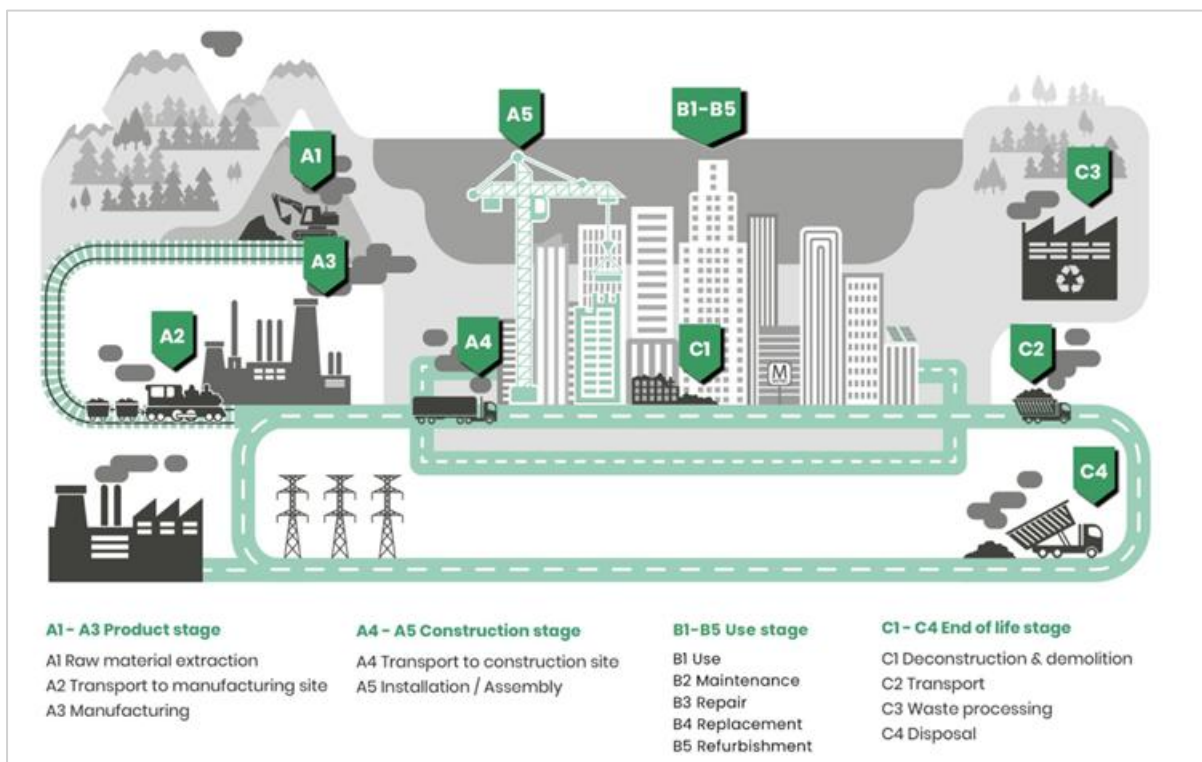 A5
B1-B5
A1
C3
A3
A2
A4
C1
C2
M
C4
A1 - A3 Product stage
A1 Raw material extraction
A2 Transport to manufacturing site
A3 Manufacturing
A4 - A5 Construction stage
A4 Transport to construction site
A5 Installation / Assembly
B1-B5 Use stage
B1 Use
B2 Maintenance
B3 Repair
B4 Replacement
B5 Refurbishment
C1 - C4 End of life stage
C1 Deconstruction & demolition
C2 Transport
C3 Waste processing
C4 Disposal